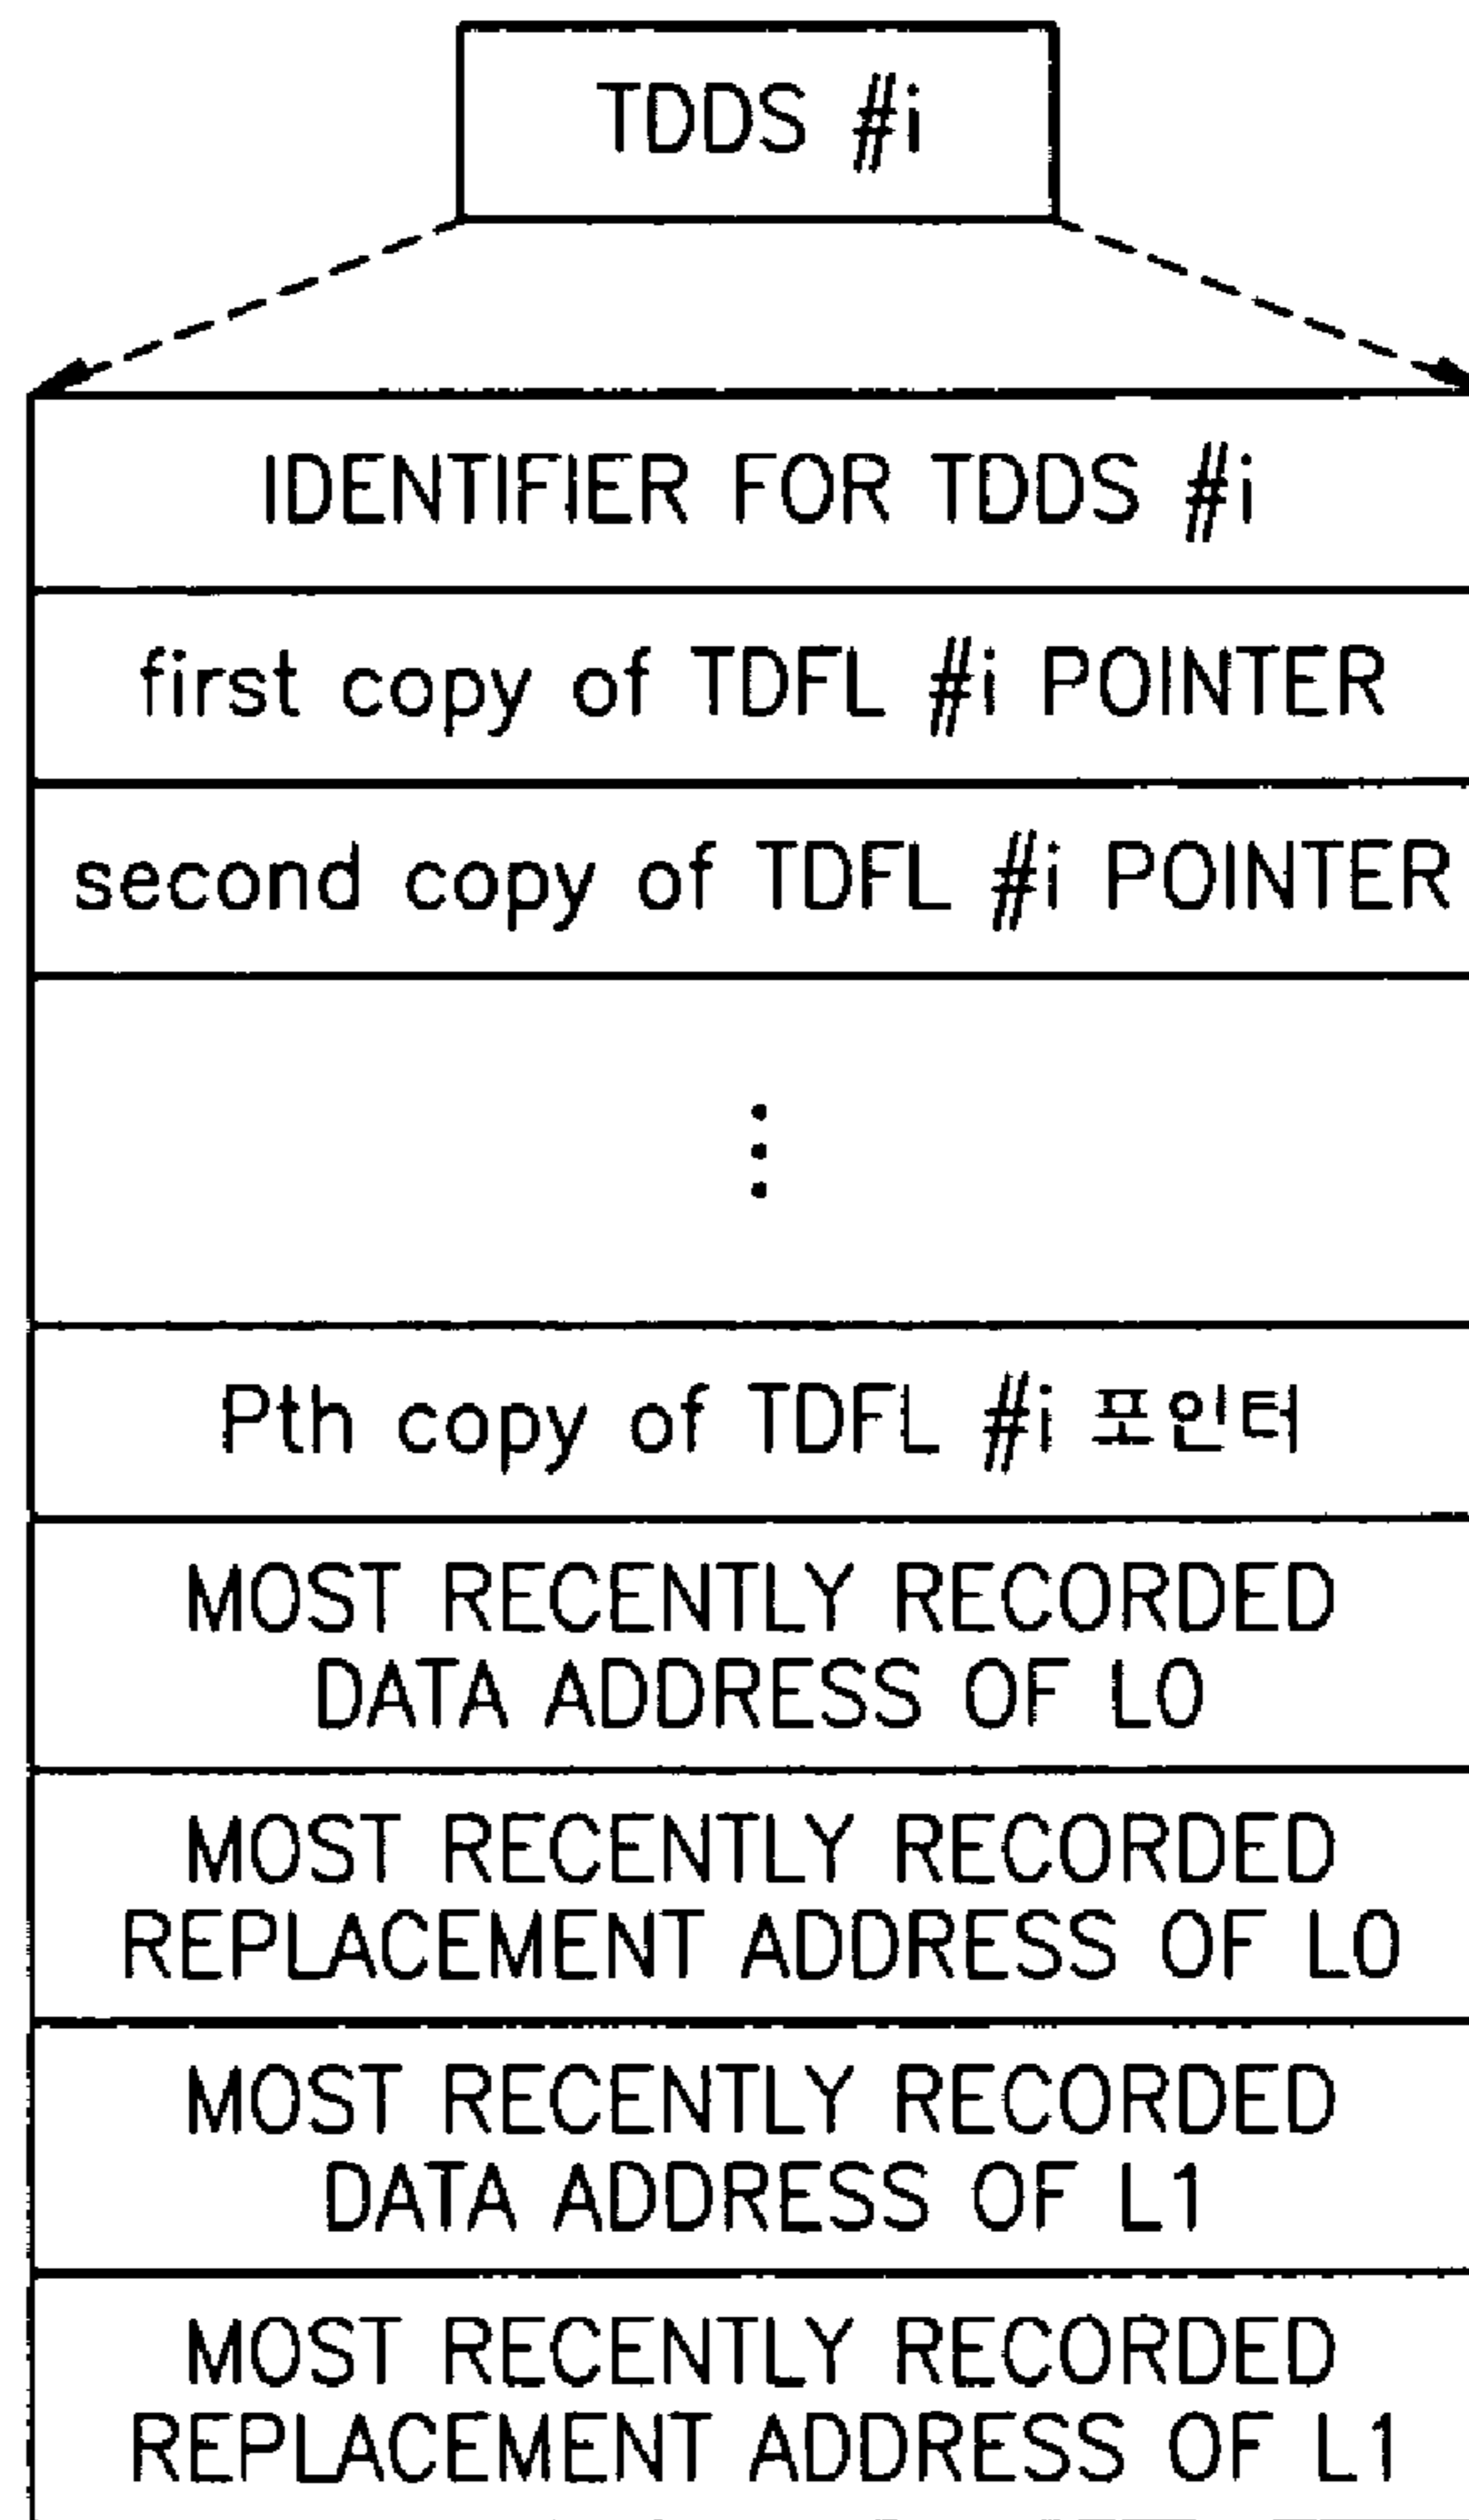 TDDS #i
IDENTIFIER FOR TDDS #i
first copy of TDFL #i POINTER
second copy of TDFL #i POINTER
Pth copy of TDFL #i 포인터
MOST RECENTLY RECORDED
DATA ADDRESS OF L0
MOST RECENTLY RECORDED
REPLACEMENT ADDRESS OF L0
MOST RECENTLY RECORDED
DATA ADDRESS OF L1
MOST RECENTLY RECORDED
REPLACEMENT ADDRESS OF L1